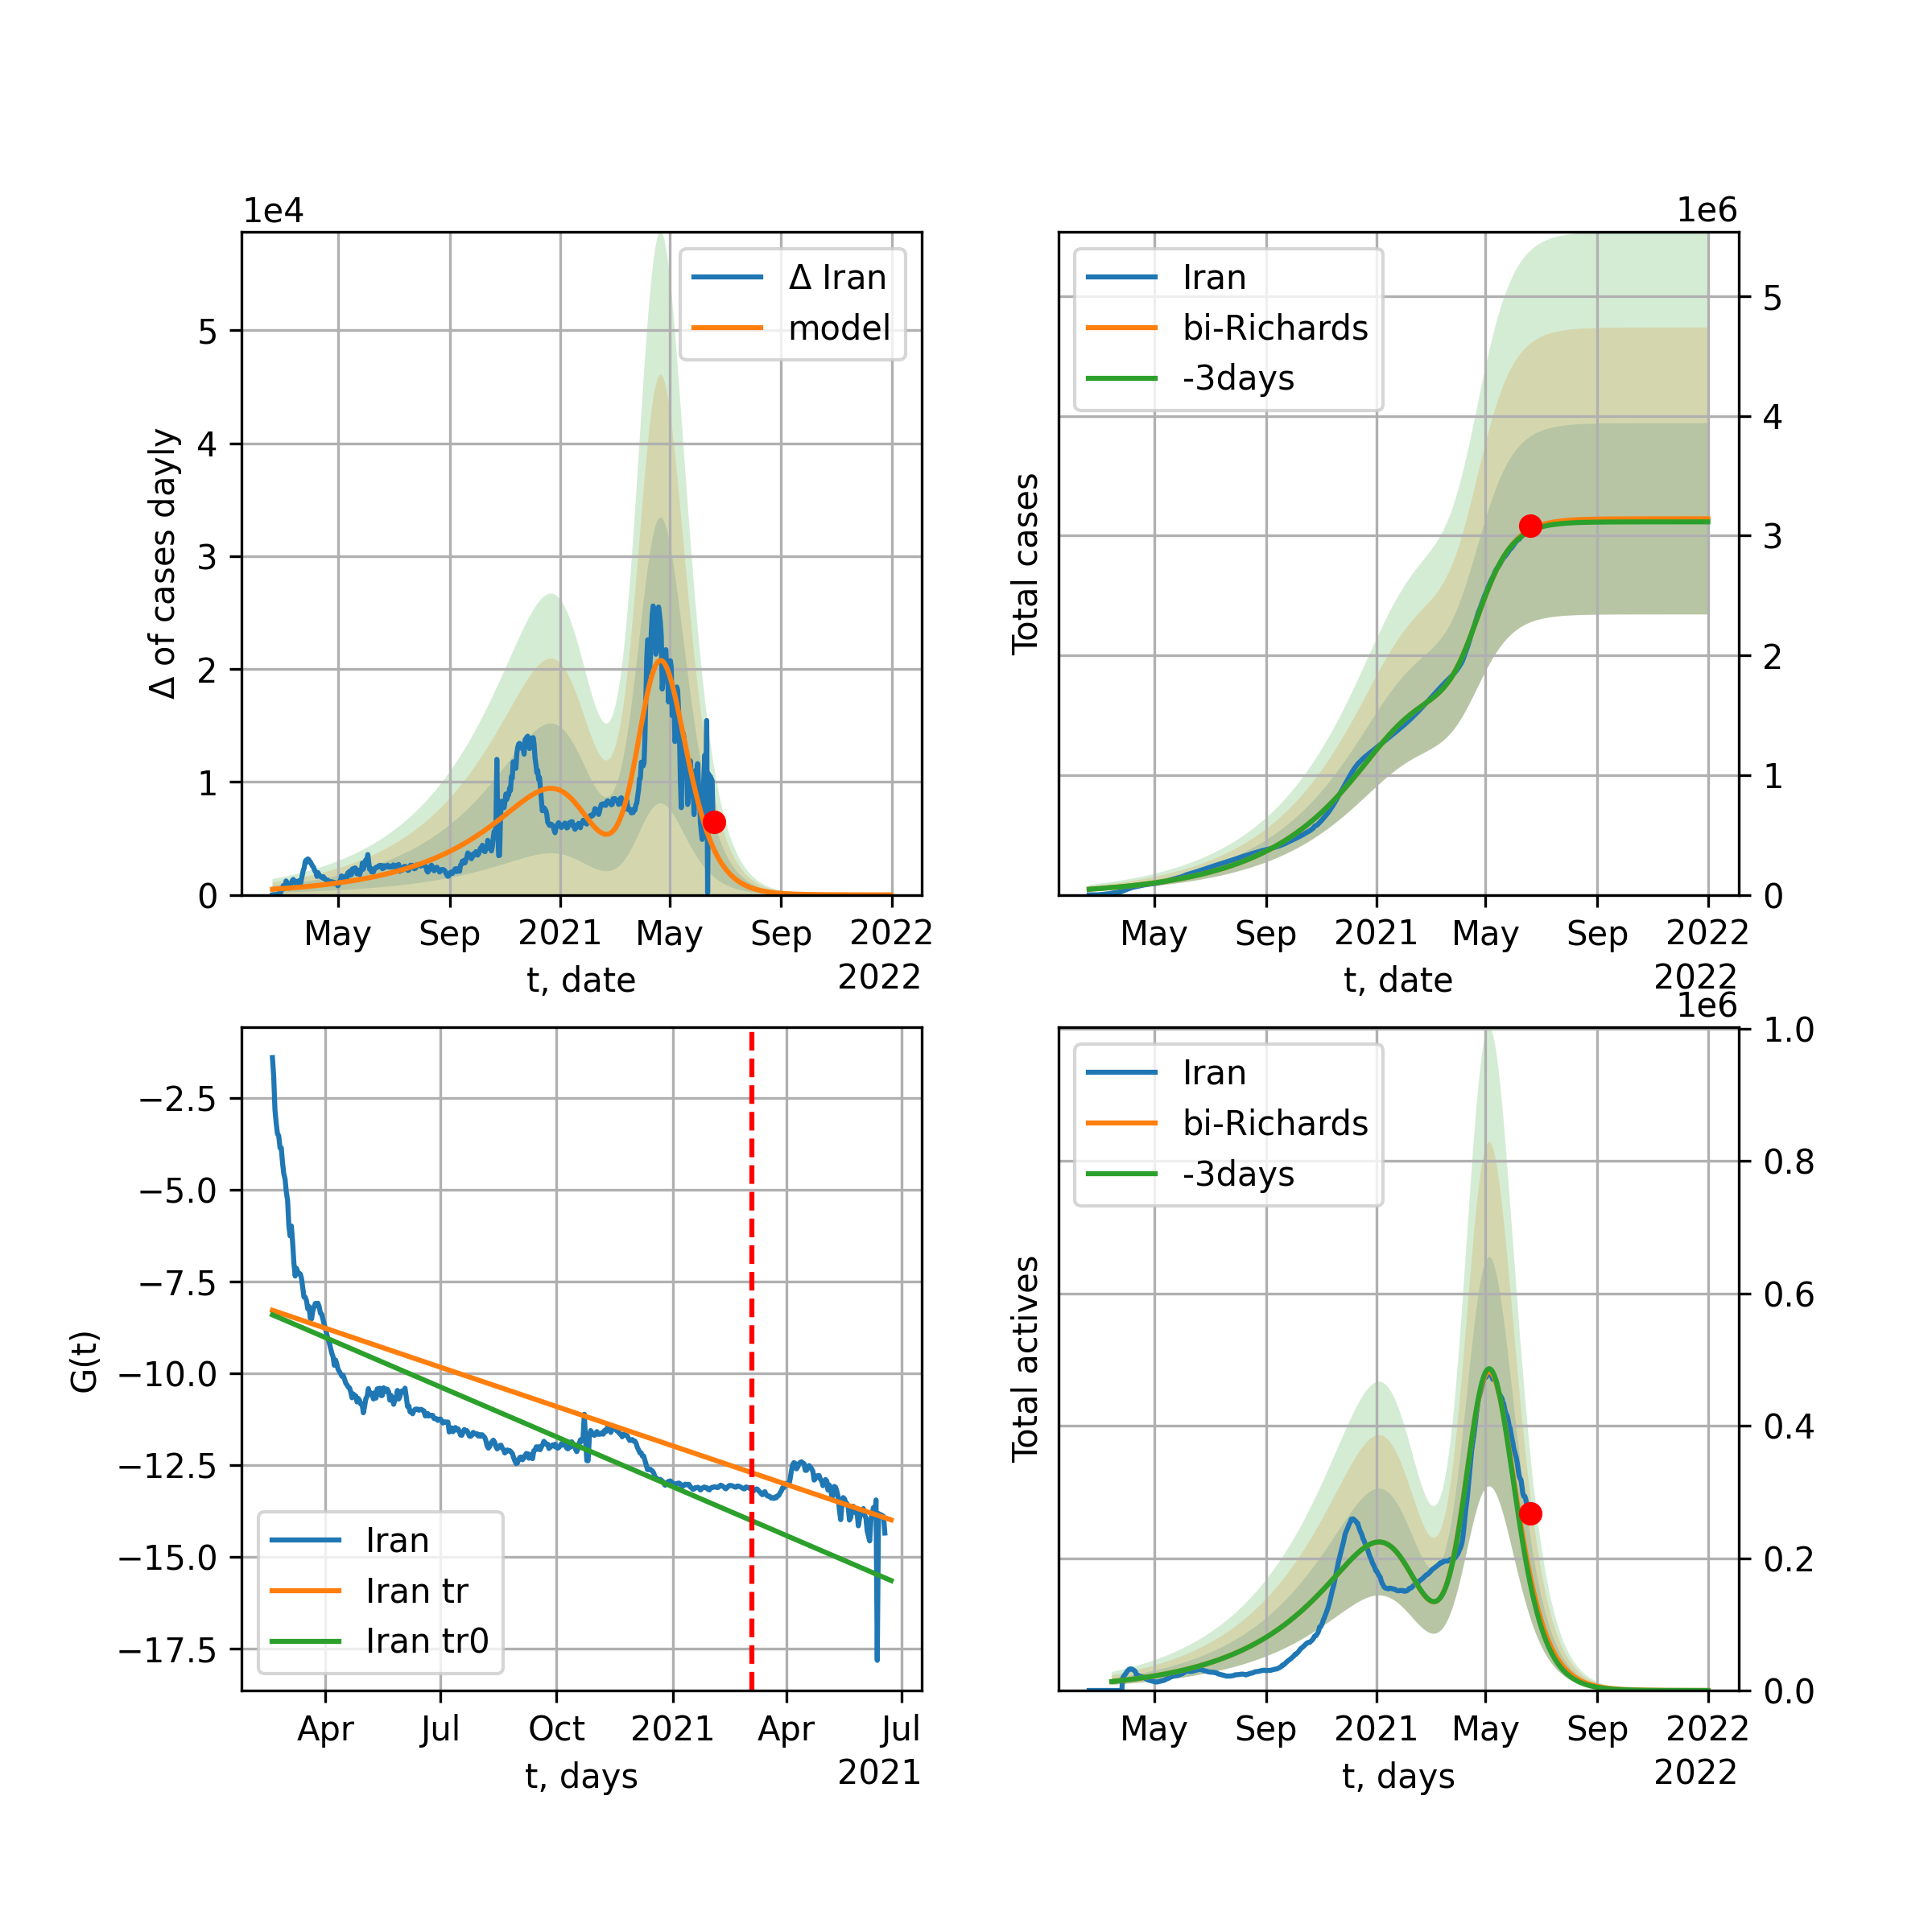 1e4
Δ Iran
model
5
4
3
2
1
0
Δ of cases dayly
May Sep 2021 May Sep 2022
t, date
2022
1e6
Iran
bi-Richards
-3days
5
4
3
2
1
0
Total cases
May Sep 2021 May Sep 2022
t, date
2022
−2.5
−5.0
−7.5
−10.0
−12.5
−15.0
−17.5
G(t)
Iran
Iran tr
Iran tr0
Apr Jul Oct 2021 Apr Jul
t, days
2021
1e6
Iran
bi-Richards
-3days
1.0
0.8
0.6
0.4
0.2
0.0
Total actives
May Sep 2021 May Sep 2022
t, days
2022